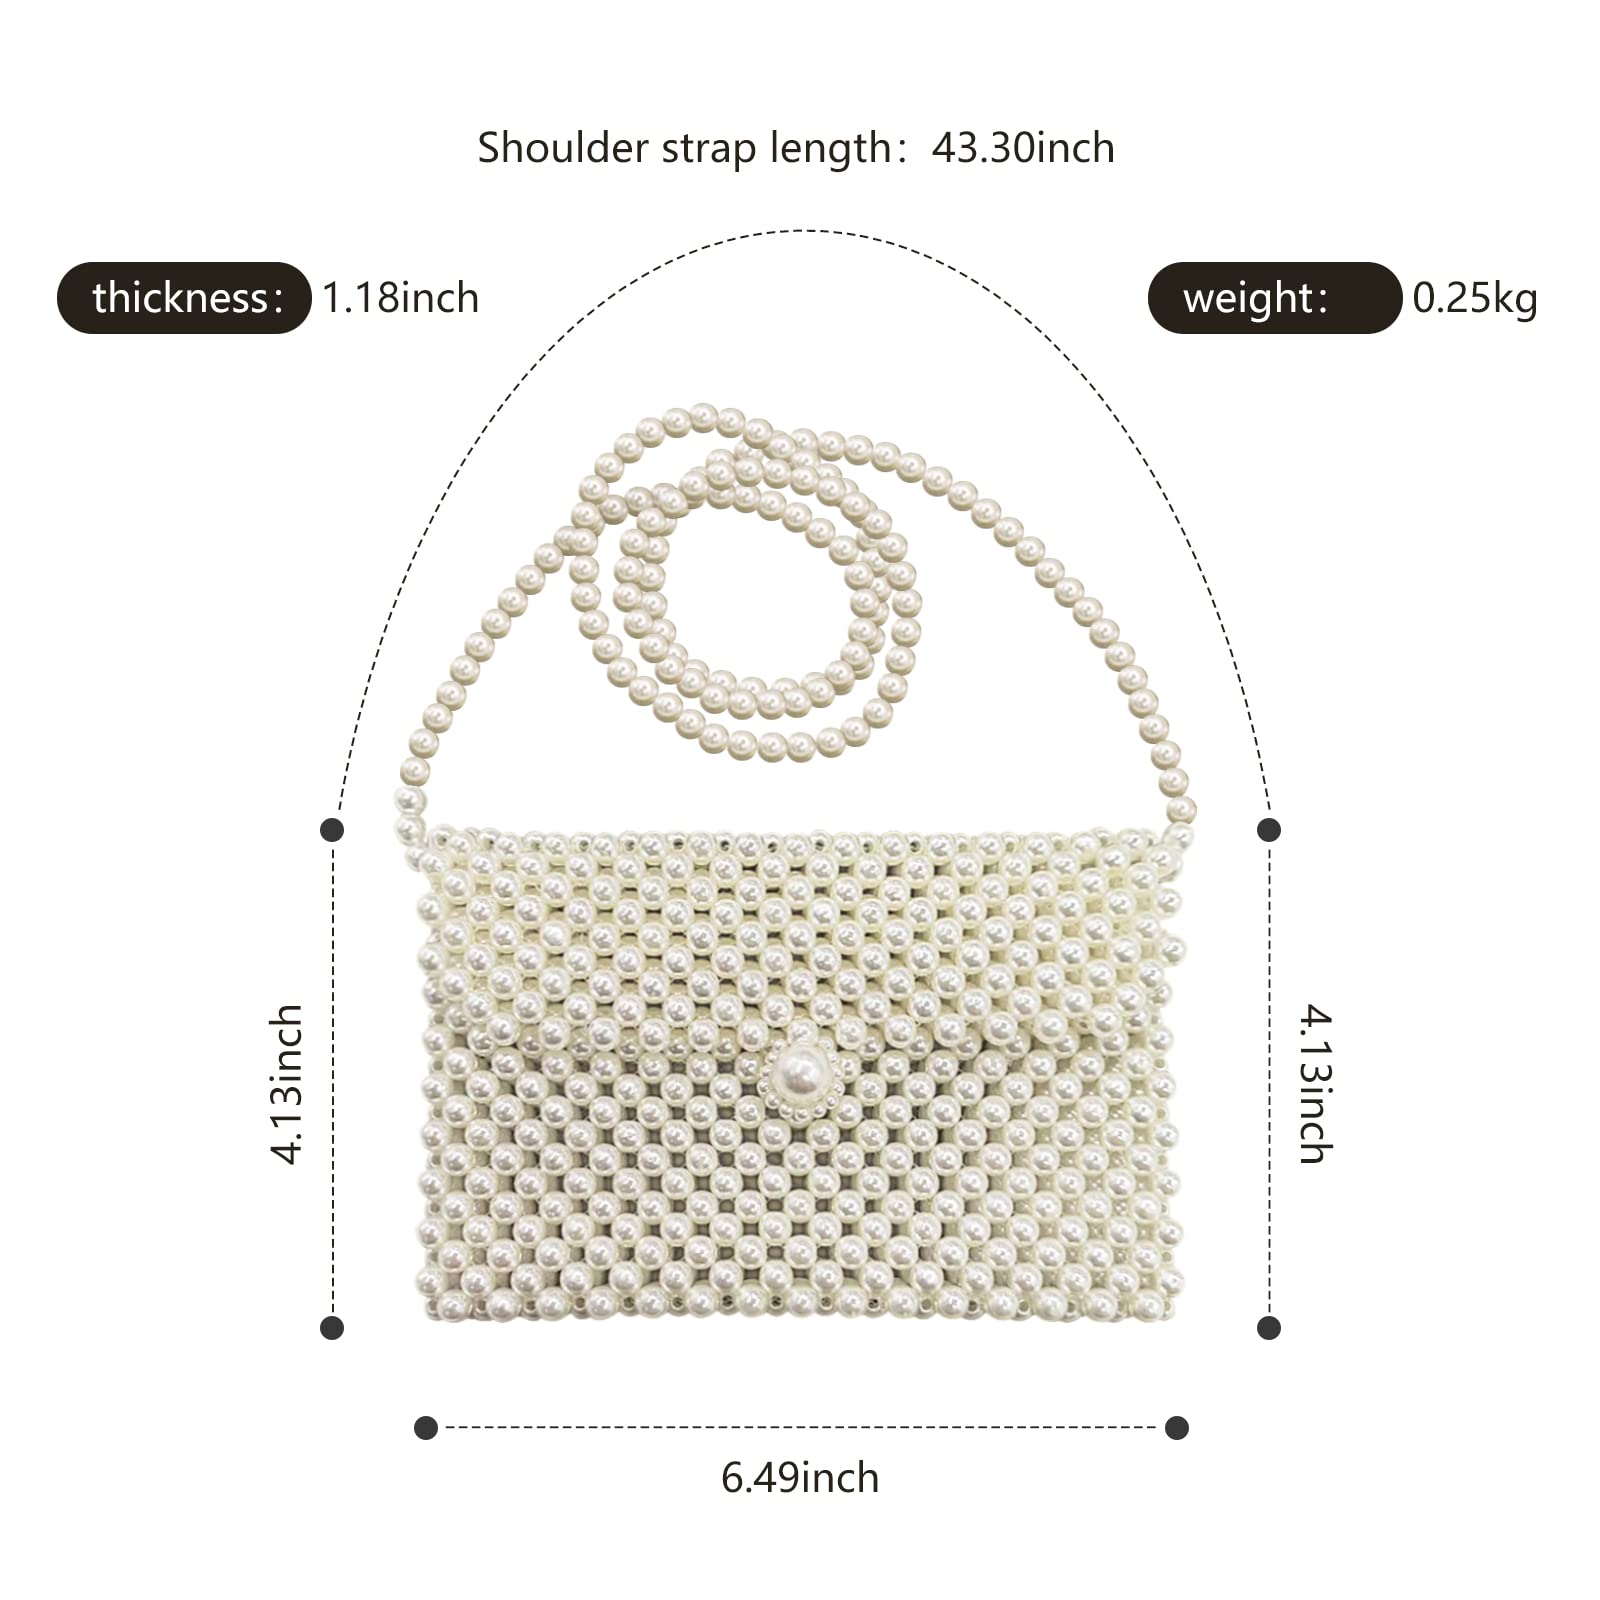 Shoulder strap length: 43.30inch
thickness: 1.18inch
weight: 0.25kg
4.13inch
4.13inch
6.49inch